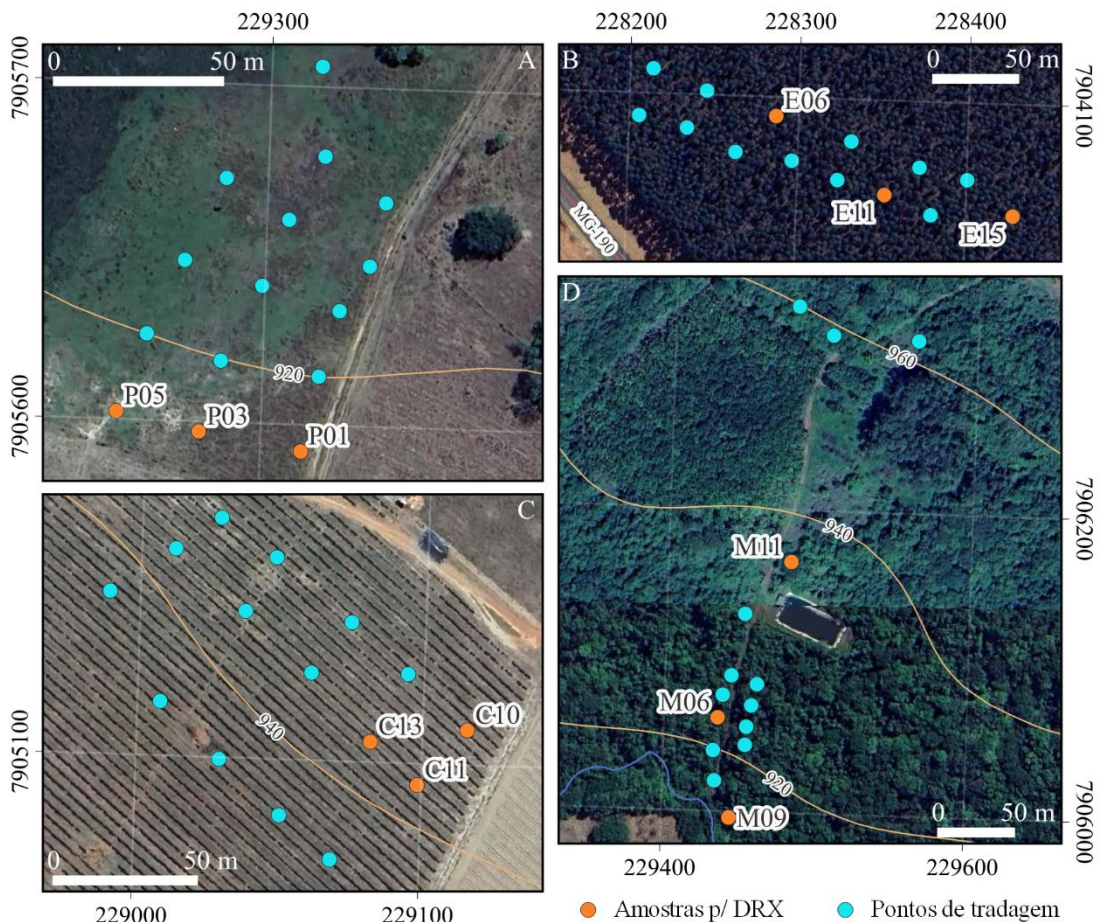 229300
228200 228300 228400
A
0 50 m
7905700
920
P05
P03
P01
7905600
B
0 50 m
7904100
E06
E11
E15
MG-190
C
940
C13
C10
C11
7905100
0 50 m
229000 229100
D
960
940
7906200
M11
M06
920
M09
0 50 m
7906000
229400 229600
Amostras p/ DRX
Pontos de tradagem